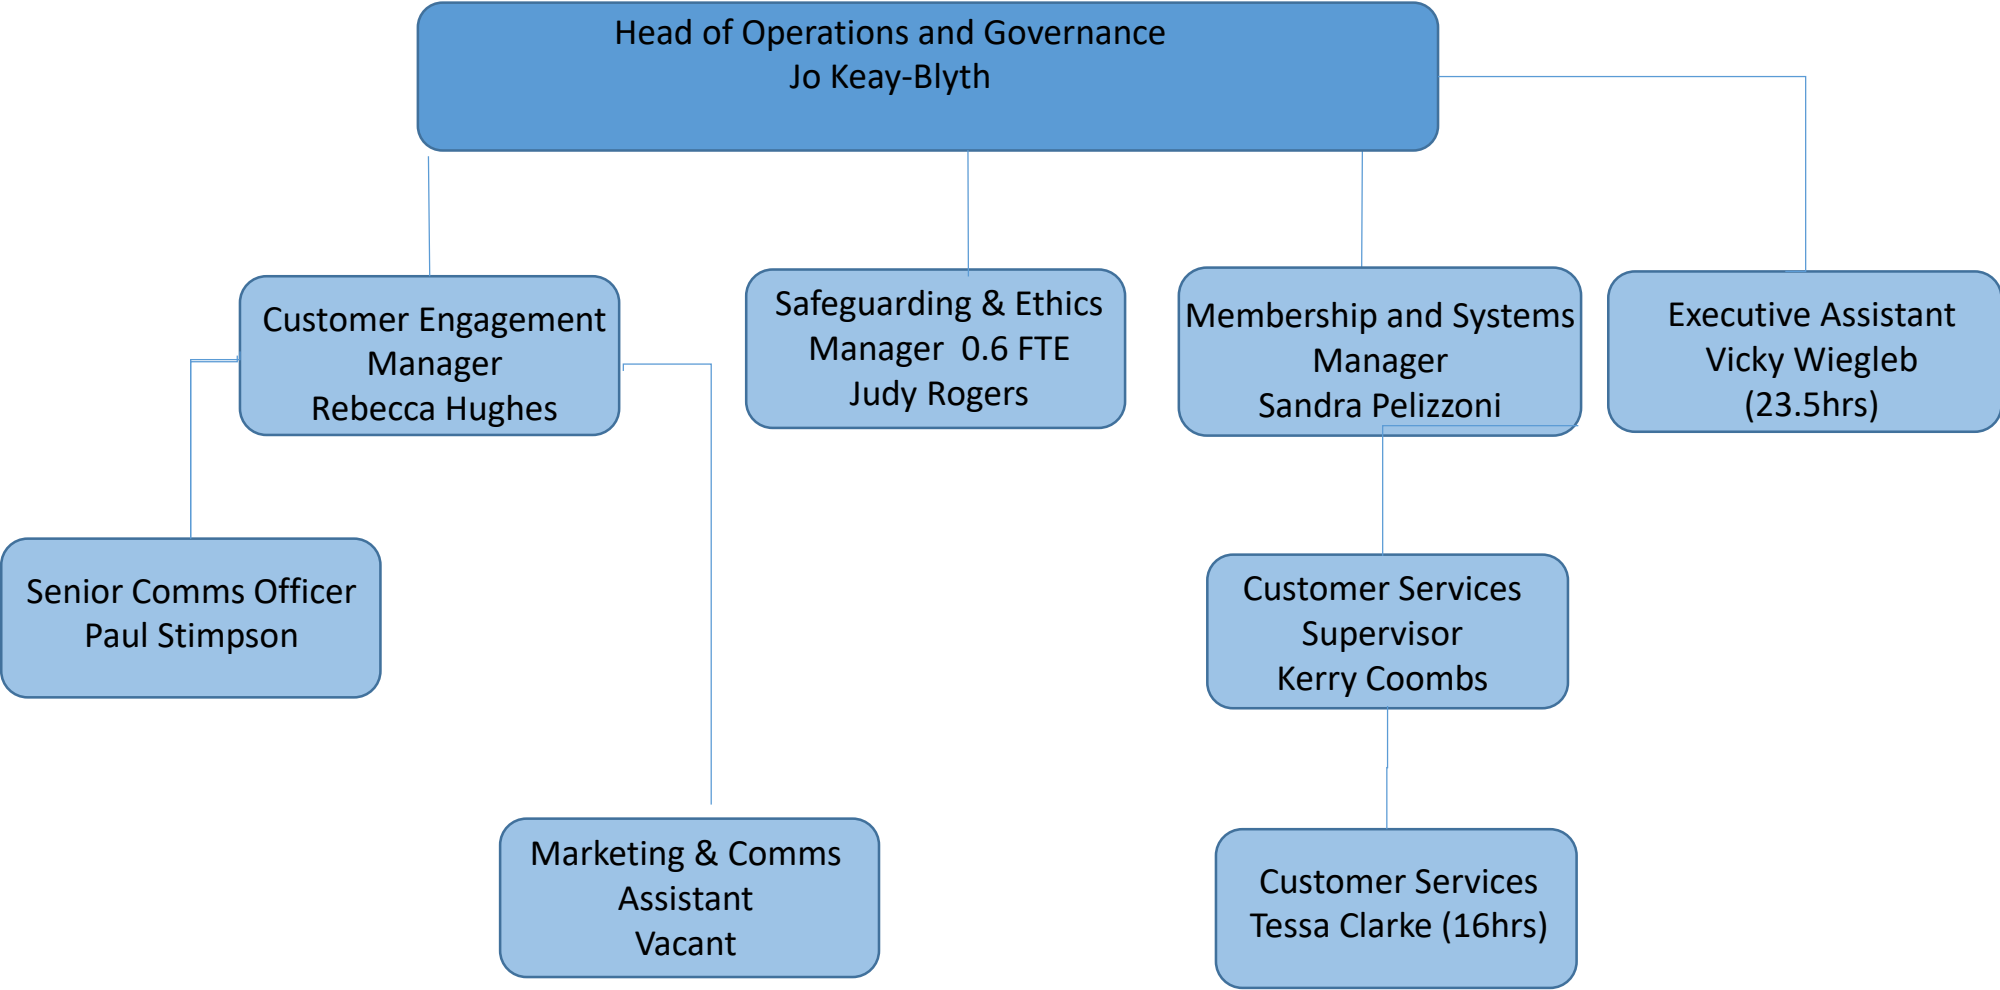 Head of Operations and Governance
Jo Keay-Blyth
Customer Engagement
Manager
Rebecca Hughes
Safeguarding & Ethics
Manager  0.6 FTE
Judy Rogers
Membership and Systems
Manager
Sandra Pelizzoni
Executive Assistant
Vicky Wiegleb
(23.5hrs)
Senior Comms Officer
Paul Stimpson
Customer Services
Supervisor
Kerry Coombs
Marketing & Comms
Assistant
Vacant
Customer Services
Tessa Clarke (16hrs)